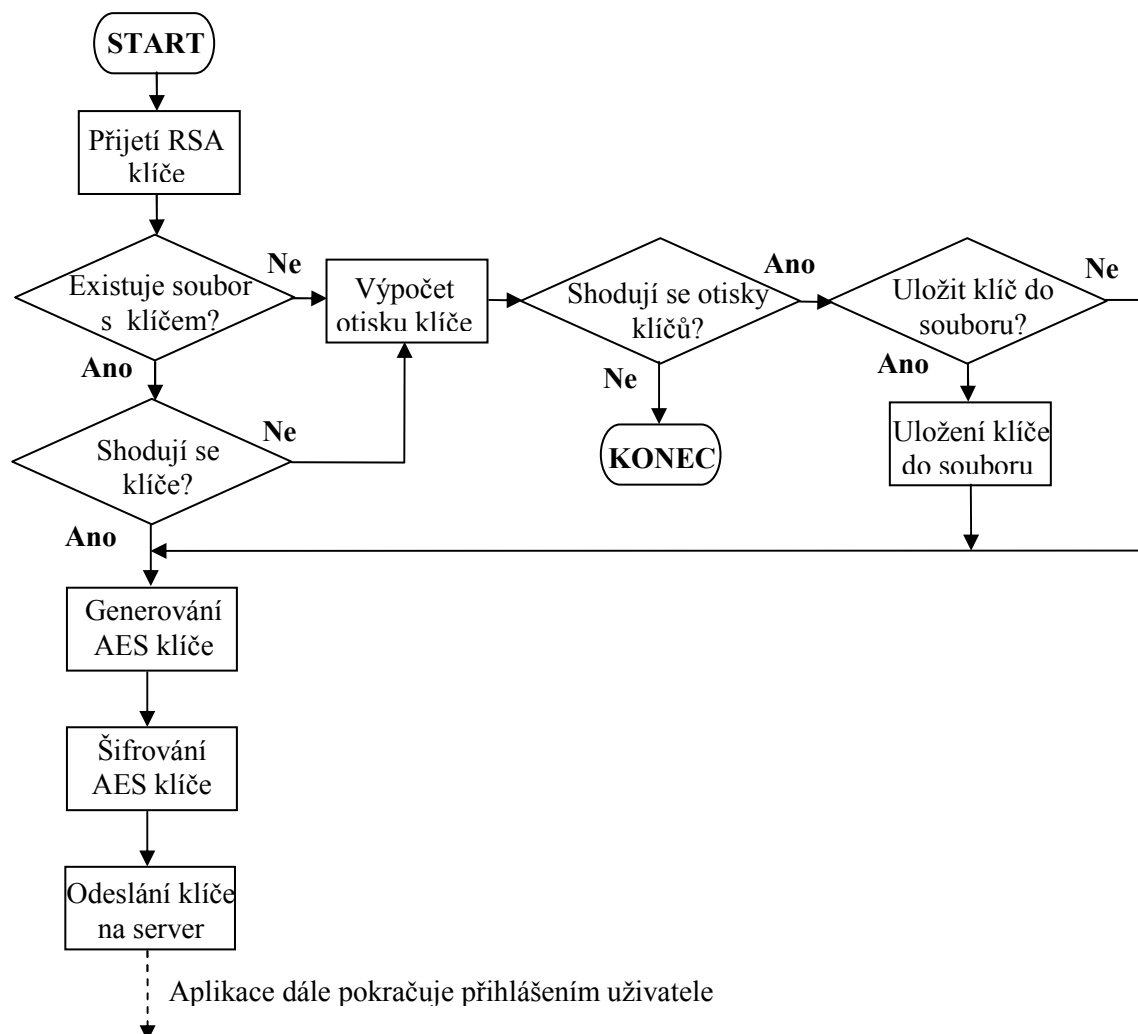 START
Přijetí RSA
klíče
Existuje soubor
s klíčem?
Ne
Ano
Výpočet
otisku klíče
Shodují se otisky
klíčů?
Ano
Ne
KONEC
Uložit klíč do
souboru?
Ne
Ano
Uložení klíče
do souboru
Shodují se
klíče?
Ne
Ano
Generování
AES klíče
Šifrování
AES klíče
Odeslání klíče
na server
Aplikace dále pokračuje přihlášením uživatele